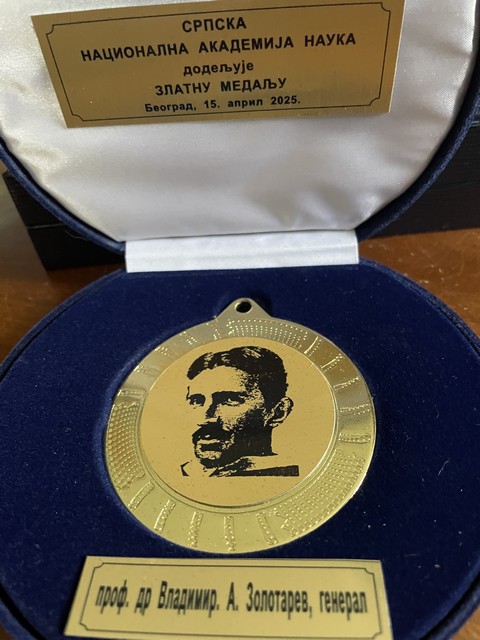 СРПСКА
НАЦИОНАЛНА АКАДЕМИЈА НАУКА
додељује
ЗЛАТНУ МЕДАЉУ
Београд, 15. април 2025.
проф. др Владимир. А. Золотарев, генерал